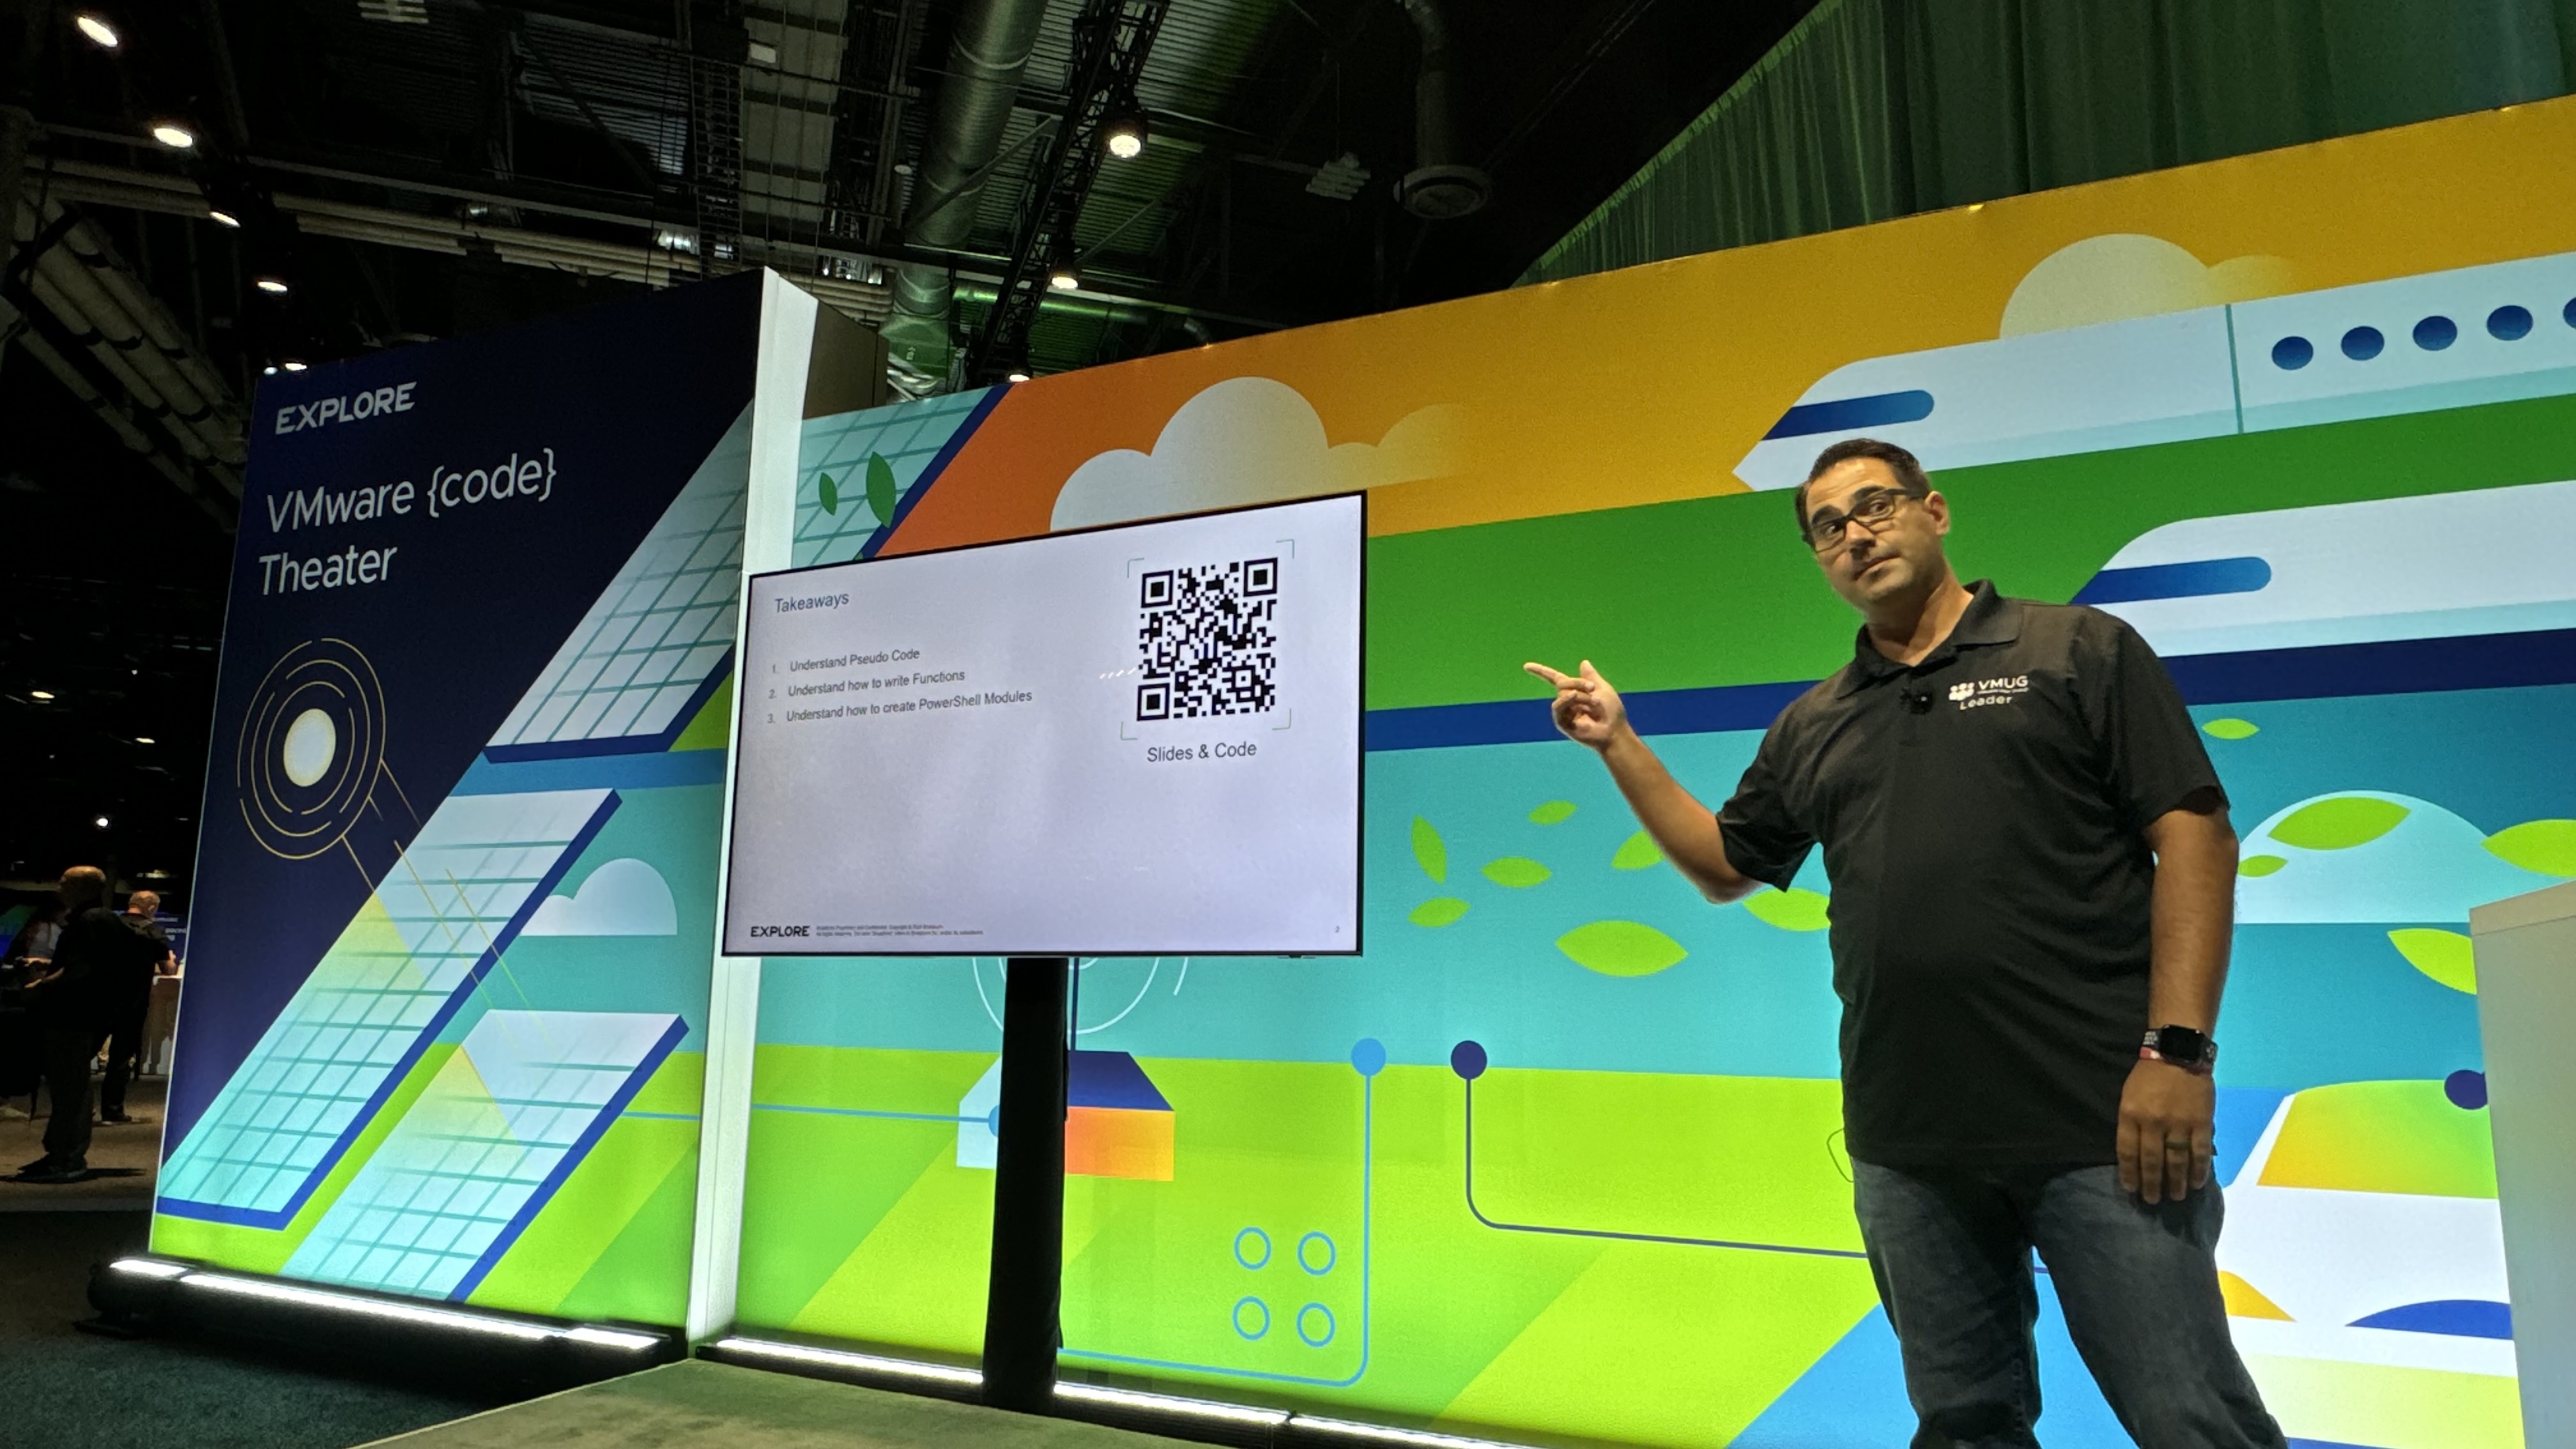 EXPLORE
VMware {code}
Theater
Takeaways
1. Understand Pseudo Code
2. Understand how to write Functions
3. Understand how to create PowerShell Modules
Slides & Code
EXPLORE
2
VMUG
Leader